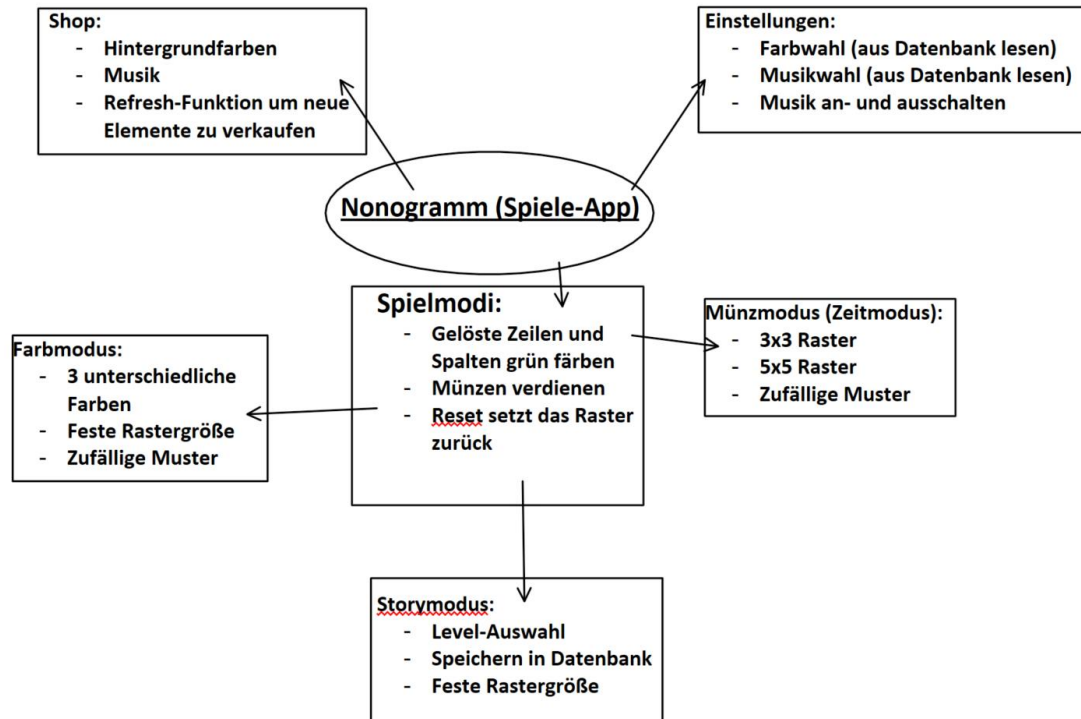 Shop:
- Hintergrundfarben
- Musik
- Refresh-Funktion um neue
Elemente zu verkaufen
Einstellungen:
- Farbwahl (aus Datenbank lesen)
- Musikwahl (aus Datenbank lesen)
- Musik an- und ausschalten
Nonogramm (Spiele-App)
Spielmodi:
- Gelöste Zeilen und
Spalten grün färben
- Münzen verdienen
- Reset setzt das Raster
zurück
Münzmodus (Zeitmodus):
- 3x3 Raster
- 5x5 Raster
- Zufällige Muster
Farbmodus:
- 3 unterschiedliche
Farben
- Feste Rastergröße
- Zufällige Muster
Storymodus:
- Level-Auswahl
- Speichern in Datenbank
- Feste Rastergröße